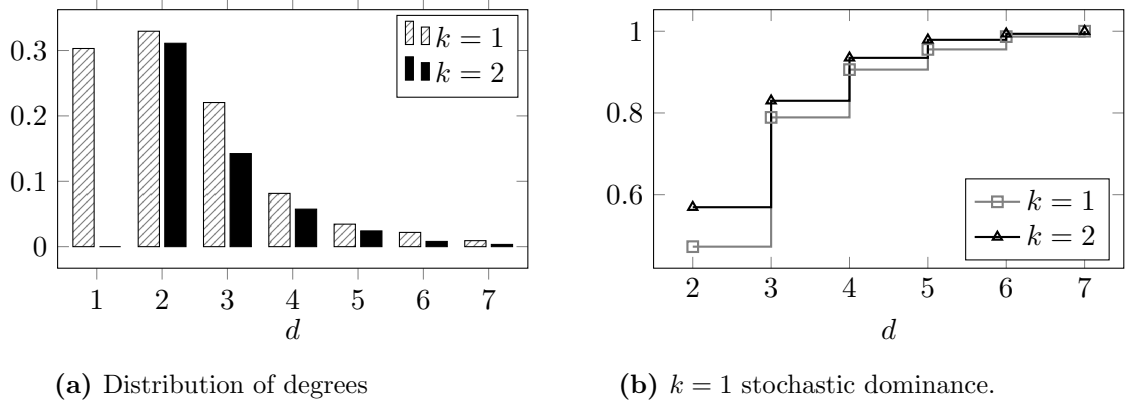 0.3
0.2
0.1
0
k = 1
k = 2
1 2 3 4 5 6 7
d
(a) Distribution of degrees
1
0.8
0.6
k = 1
k = 2
2 3 4 5 6 7
d
(b) k = 1 stochastic dominance.